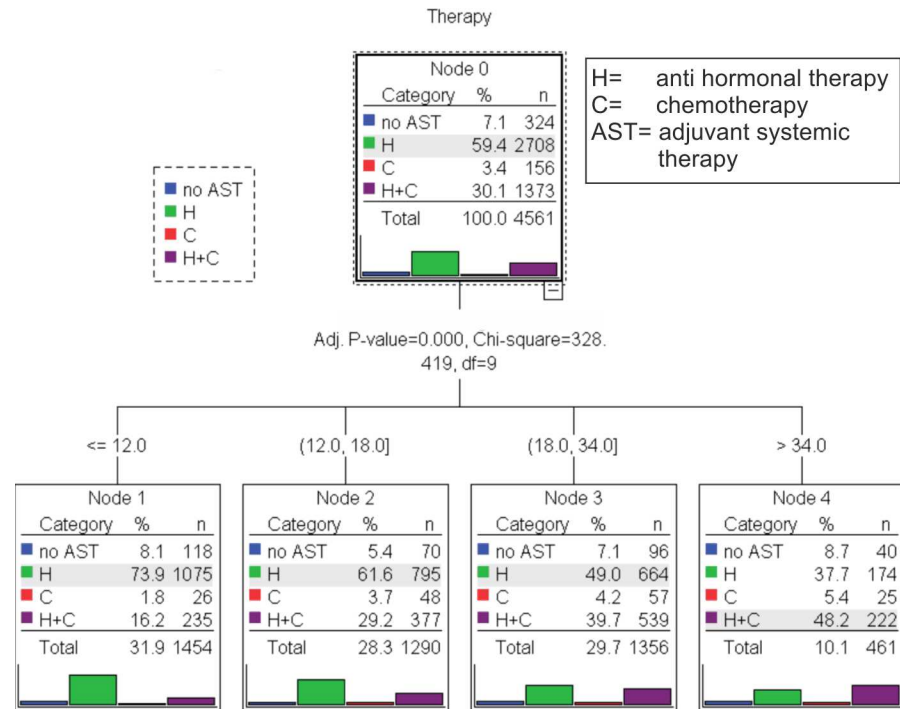 Therapy
Node 0
Category % n
no AST 7.1 324
H 59.4 2708
C 3.4 156
H+C 30.1 1373
Total 100.0 4561
H= anti hormonal therapy
C= chemotherapy
AST= adjuvant systemic
therapy
no AST
H
C
H+C
Adj. P-value=0.000, Chi-square=328.
419, df=9
<= 12.0
(12.0, 18.0]
(18.0, 34.0]
> 34.0
Node 1
Category % n
no AST 8.1 118
H 73.9 1075
C 1.8 26
H+C 16.2 235
Total 31.9 1454
Node 2
Category % n
no AST 5.4 70
H 61.6 795
C 3.7 48
H+C 29.2 377
Total 28.3 1290
Node 3
Category % n
no AST 7.1 96
H 49.0 664
C 4.2 57
H+C 39.7 539
Total 29.7 1356
Node 4
Category % n
no AST 8.7 40
H 37.7 174
C 5.4 25
H+C 48.2 222
Total 10.1 461